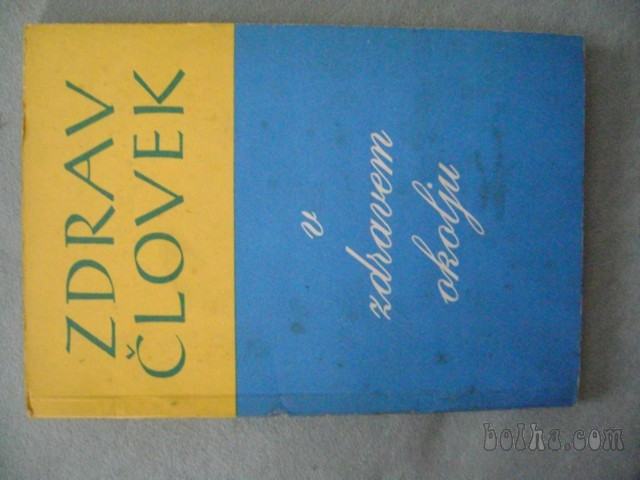 ZDRAV
ČLOVEK
v
zdravem
okolju
bolha.com